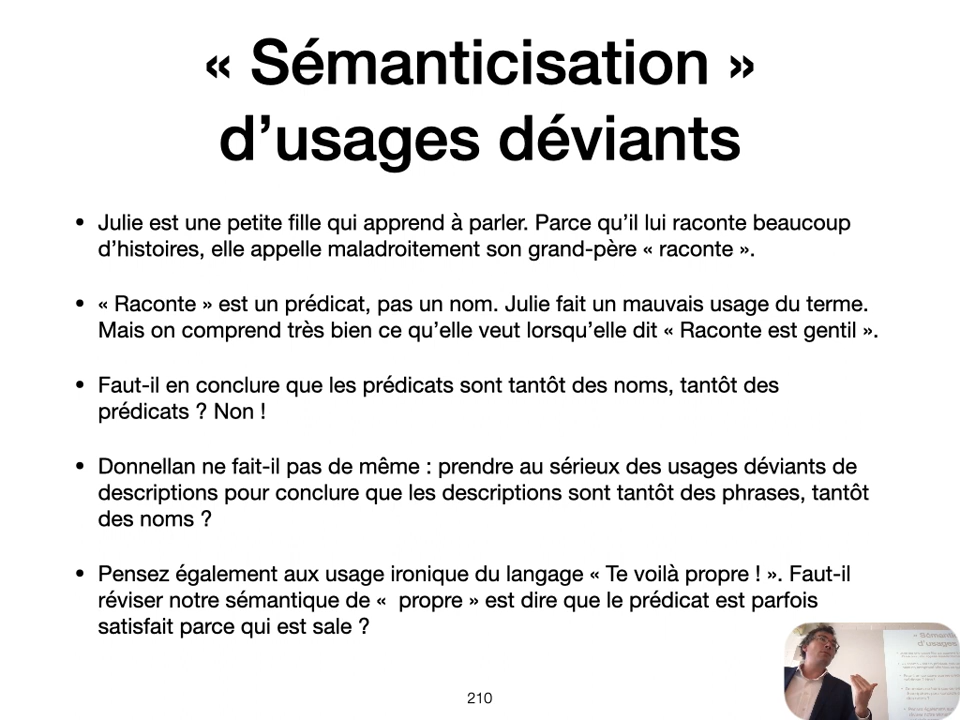 « Sémanticisation »
d’usages déviants
• Julie est une petite fille qui apprend à parler. Parce qu’il lui raconte beaucoup
d’histoires, elle appelle maladroitement son grand-père « raconte ».
• « Raconte » est un prédicat, pas un nom. Julie fait un mauvais usage du terme.
Mais on comprend très bien ce qu’elle veut lorsqu’elle dit « Raconte est gentil ».
• Faut-il en conclure que les prédicats sont tantôt des noms, tantôt des
prédicats ? Non !
• Donnellan ne fait-il pas de même : prendre au sérieux des usages déviants de
descriptions pour conclure que les descriptions sont tantôt des phrases, tantôt
des noms ?
• Pensez également aux usage ironique du langage « Te voilà propre ! ». Faut-il
réviser notre sémantique de «  propre » est dire que le prédicat est parfois
satisfait parce qui est sale ?
210
« Sémanti
d’usages